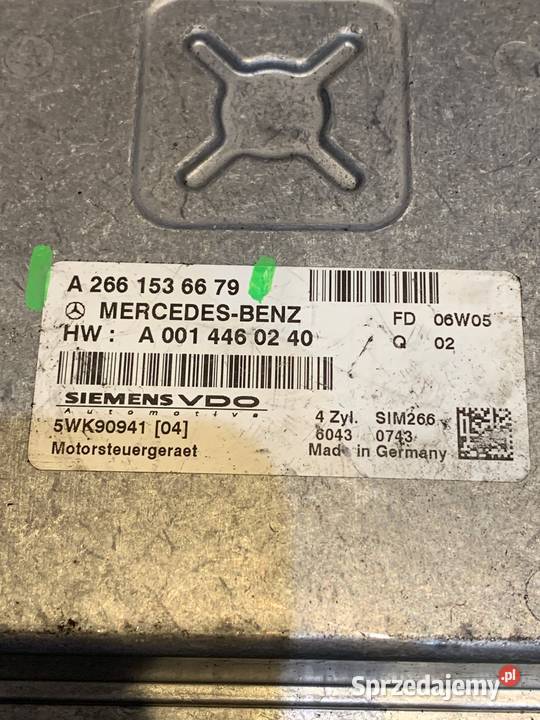 A 266 153 66 79
MERCEDES-BENZ
FD 06W05
HW : A 001 446 02 40
Q 02
SIEMENS VDO
Automotive
5WK90941 [04]
4 Zyl. SIM266
6043 0743
Motorsteuergeraet
Made in Germany
Sprzedajemy.pl